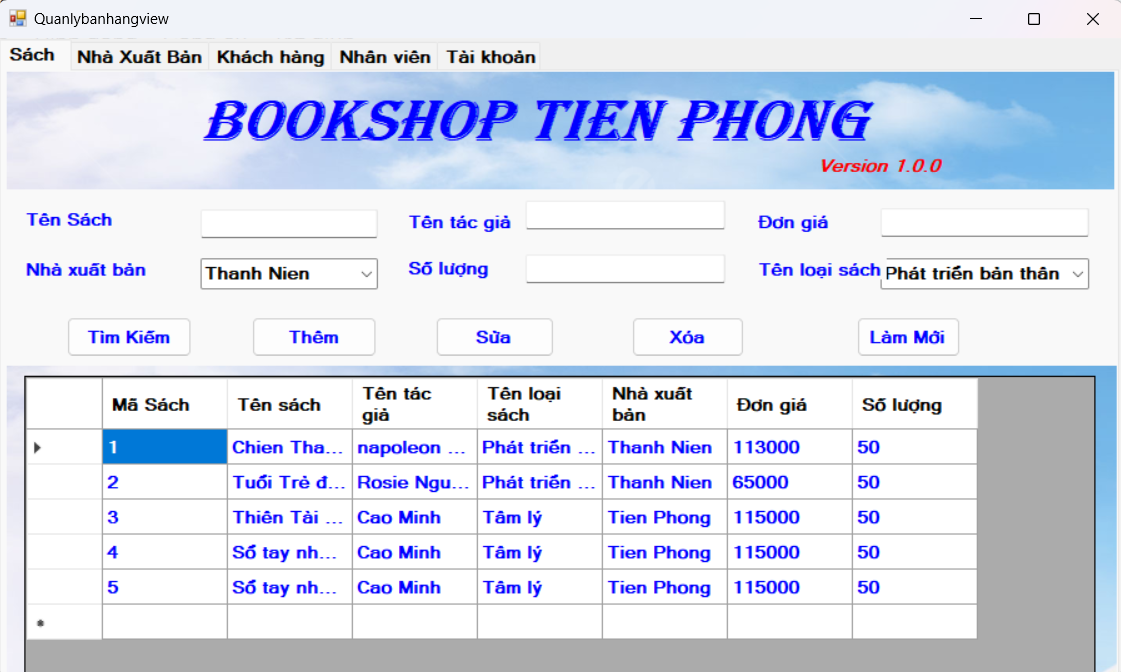 Quanlybanhangview
Sách Nhà Xuất Bản Khách hàng Nhân viên Tài khoản
BOOKSHOP TIEN PHONG
Version 1.0.0
Tên Sách Tên tác giả Đơn giá
Nhà xuất bản Thanh Nien Số lượng Tên loại sách Phát triển bản thân
Tìm Kiếm Thêm Sửa Xóa Làm Mới
Mã Sách Tên sách Tên tác giả Tên loại sách Nhà xuất bản Đơn giá Số lượng
1 Chien Tha... napoleon ... Phát triển ... Thanh Nien 113000 50
2 Tuổi Trẻ đ... Rosie Ngu... Phát triển ... Thanh Nien 65000 50
3 Thiên Tài ... Cao Minh Tâm lý Tien Phong 115000 50
4 Sổ tay nh... Cao Minh Tâm lý Tien Phong 115000 50
5 Sổ tay nh... Cao Minh Tâm lý Tien Phong 115000 50